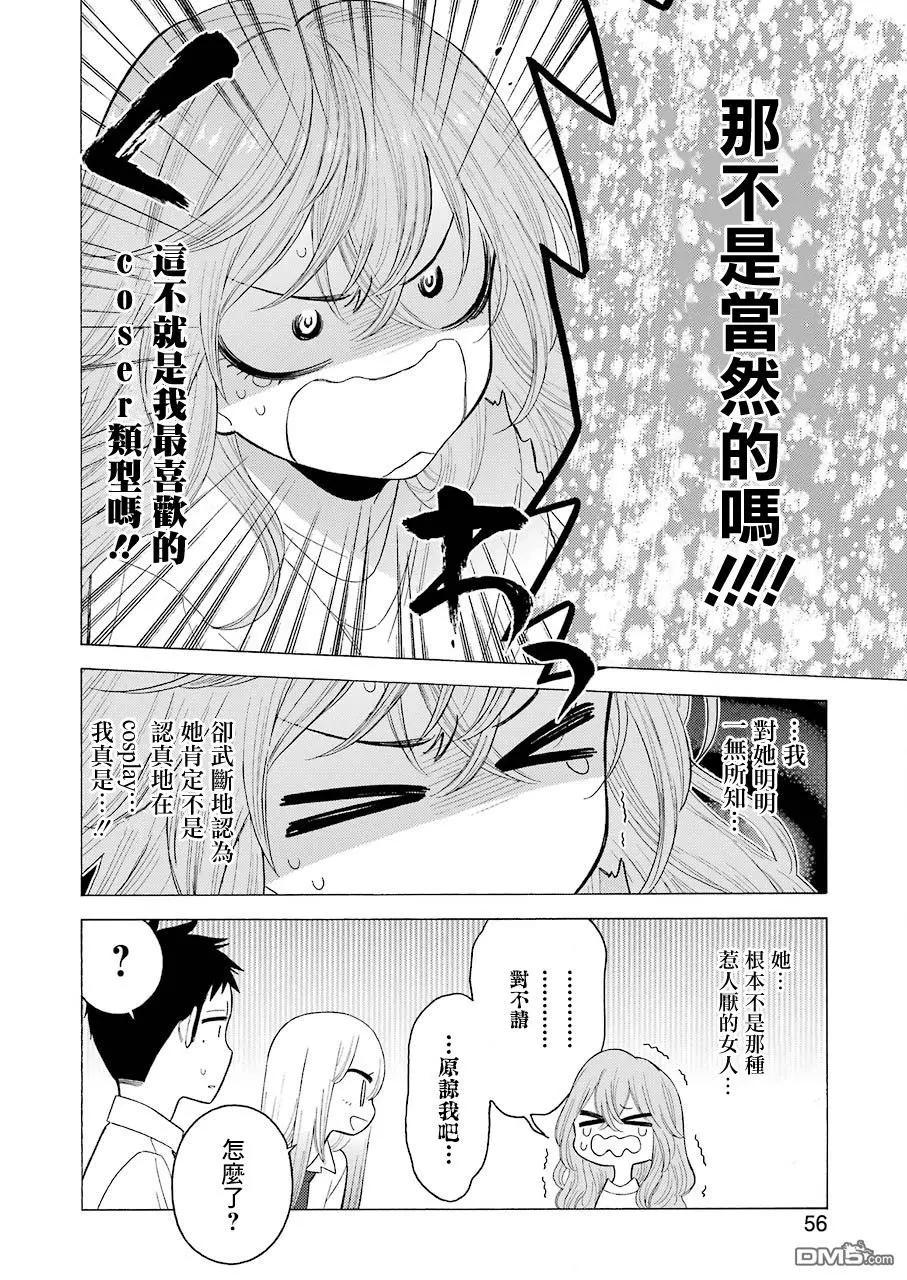 那不是當然的嗎!!!!
這不就是我最喜歡的
coser類型嗎!!
くわっ
…我
對她明明
一無所知…
卻武斷地認為
她肯定不是
認真地在
cosplay…
我真是…!!
她…
根本不是那種
惹人厭的女人…
………
對不請
………
…原諒我吧…
怎麼了?
?
56
DM5.com